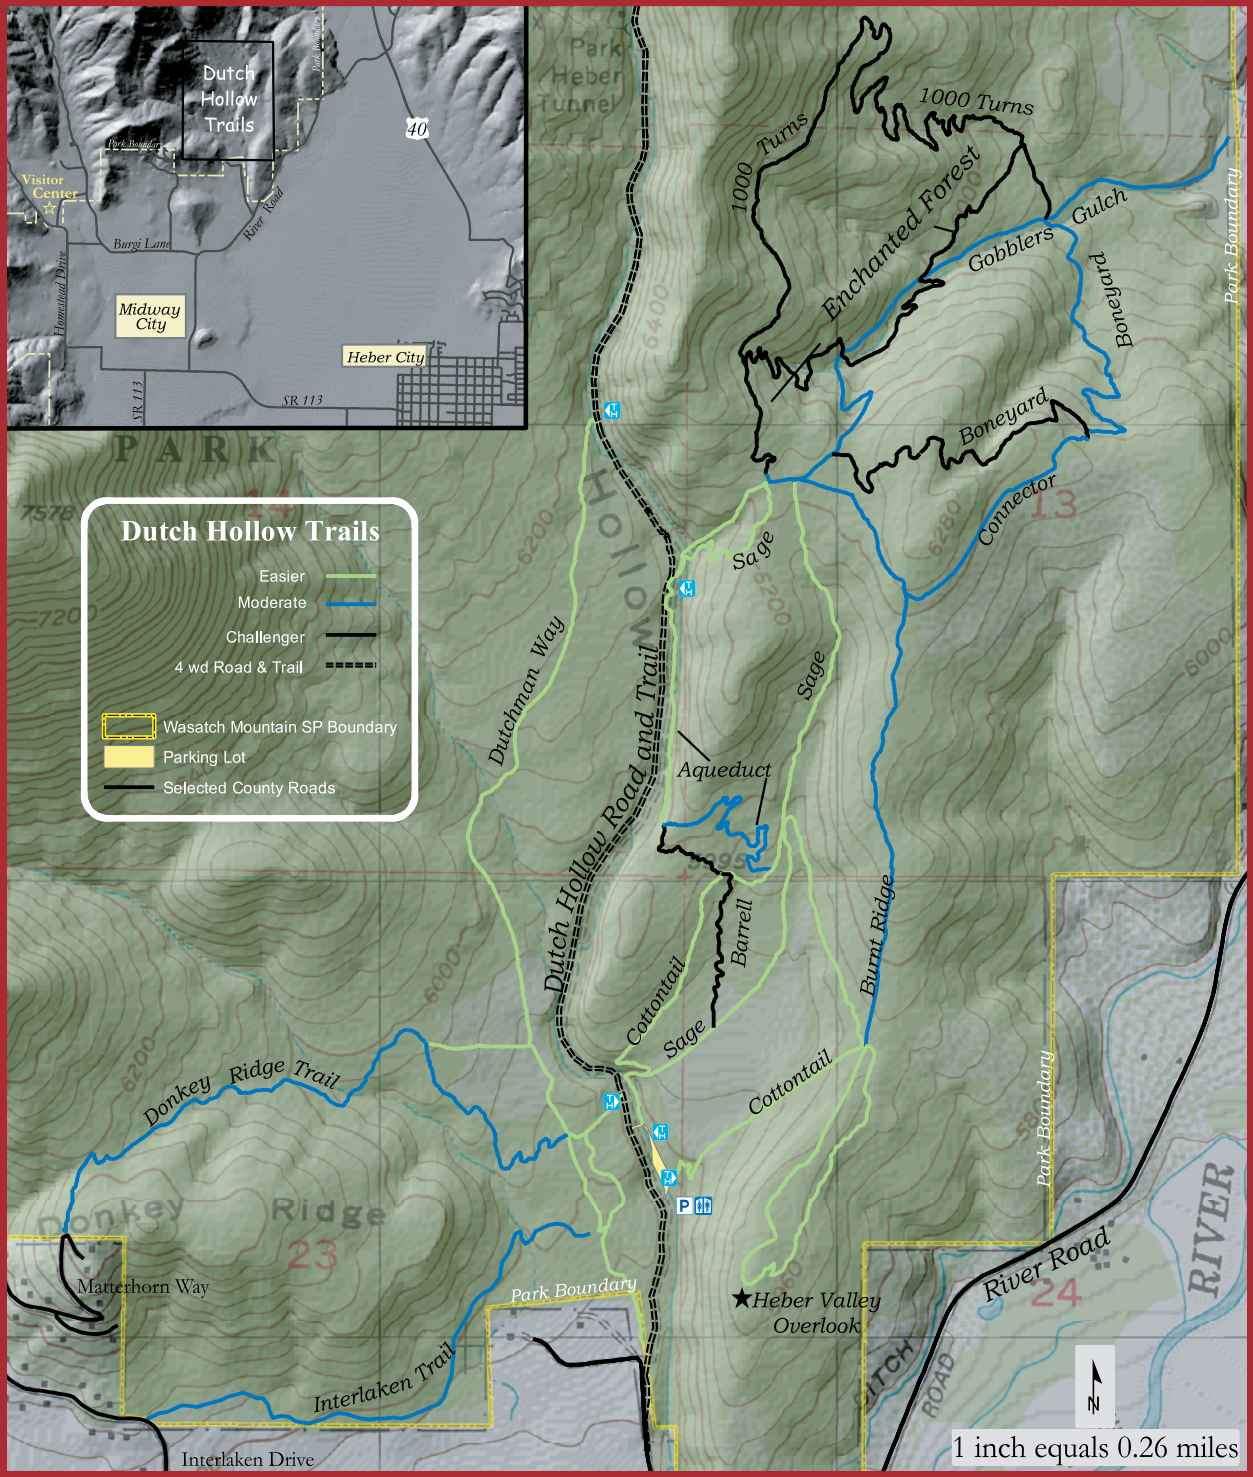 Dutch
Hollow
Trails
Park Boundary
40
Park Boundary
Visitor
Center
Burgi Lane
River Road
Homestead Drive
Midway
City
Heber City
SR 113
SR 113
Park
Heber
Tunnel
1000 Turns
1000 Turns
Enchanted Forest
Gobblers
Gulch
Park Boundary
Boneyard
Boneyard
6400
PARK
14
7578
Hollow
6200
Sage
6200
6280
Connector
13
Dutch Hollow Trails
Easier
Moderate
Challenger
4 wd Road & Trail
Wasatch Mountain SP Boundary
Parking Lot
Selected County Roads
7200
6000
Dutchman Way
Sage
Dutch Hollow Road and Trail
Aqueduct
5995
Barrell
Burnt Ridge
Cottontail
Sage
6000
6200
Cottontail
Donkey Ridge Trail
Park Boundary
T
H
T
H
T
H
T
H
T
H
P
Donkey Ridge
23
Matterhorn Way
Park Boundary
Heber Valley
Overlook
River Road
24
RIVER
Interlaken Trail
DITCH
ROAD
N
Interlaken Drive
1 inch equals 0.26 miles